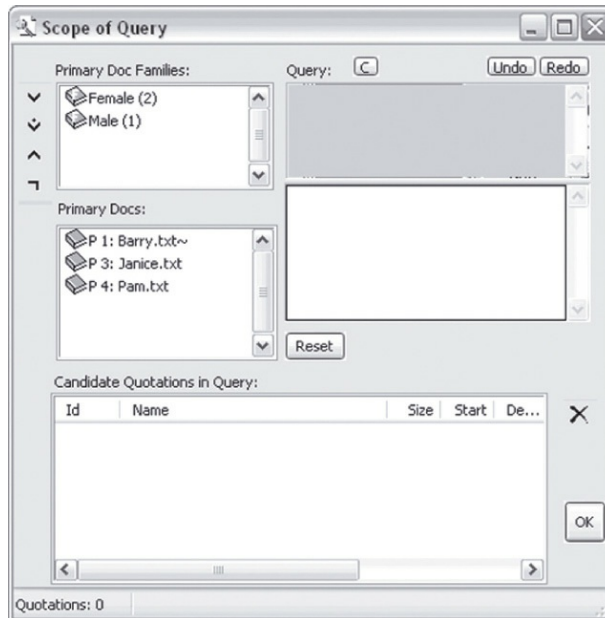 Scope of Query
Primary Doc Families:
Female (2)
Male (1)
Primary Docs:
P 1: Barry.txt~
P 3: Janice.txt
P 4: Pam.txt
Query: C Undo Redo
Reset
Candidate Quotations in Query:
Id Name Size Start De...
OK
Quotations: 0